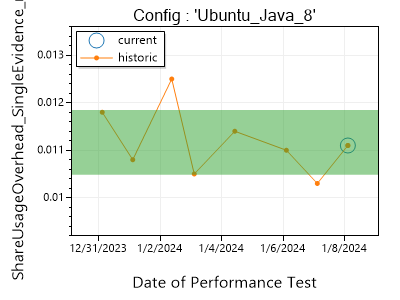 Config : 'Ubuntu_Java_8'
ShareUsageOverhead_SingleEvidence_
current
historic
0.013
0.012
0.011
0.01
12/31/2023 1/2/2024 1/4/2024 1/6/2024 1/8/2024
Date of Performance Test